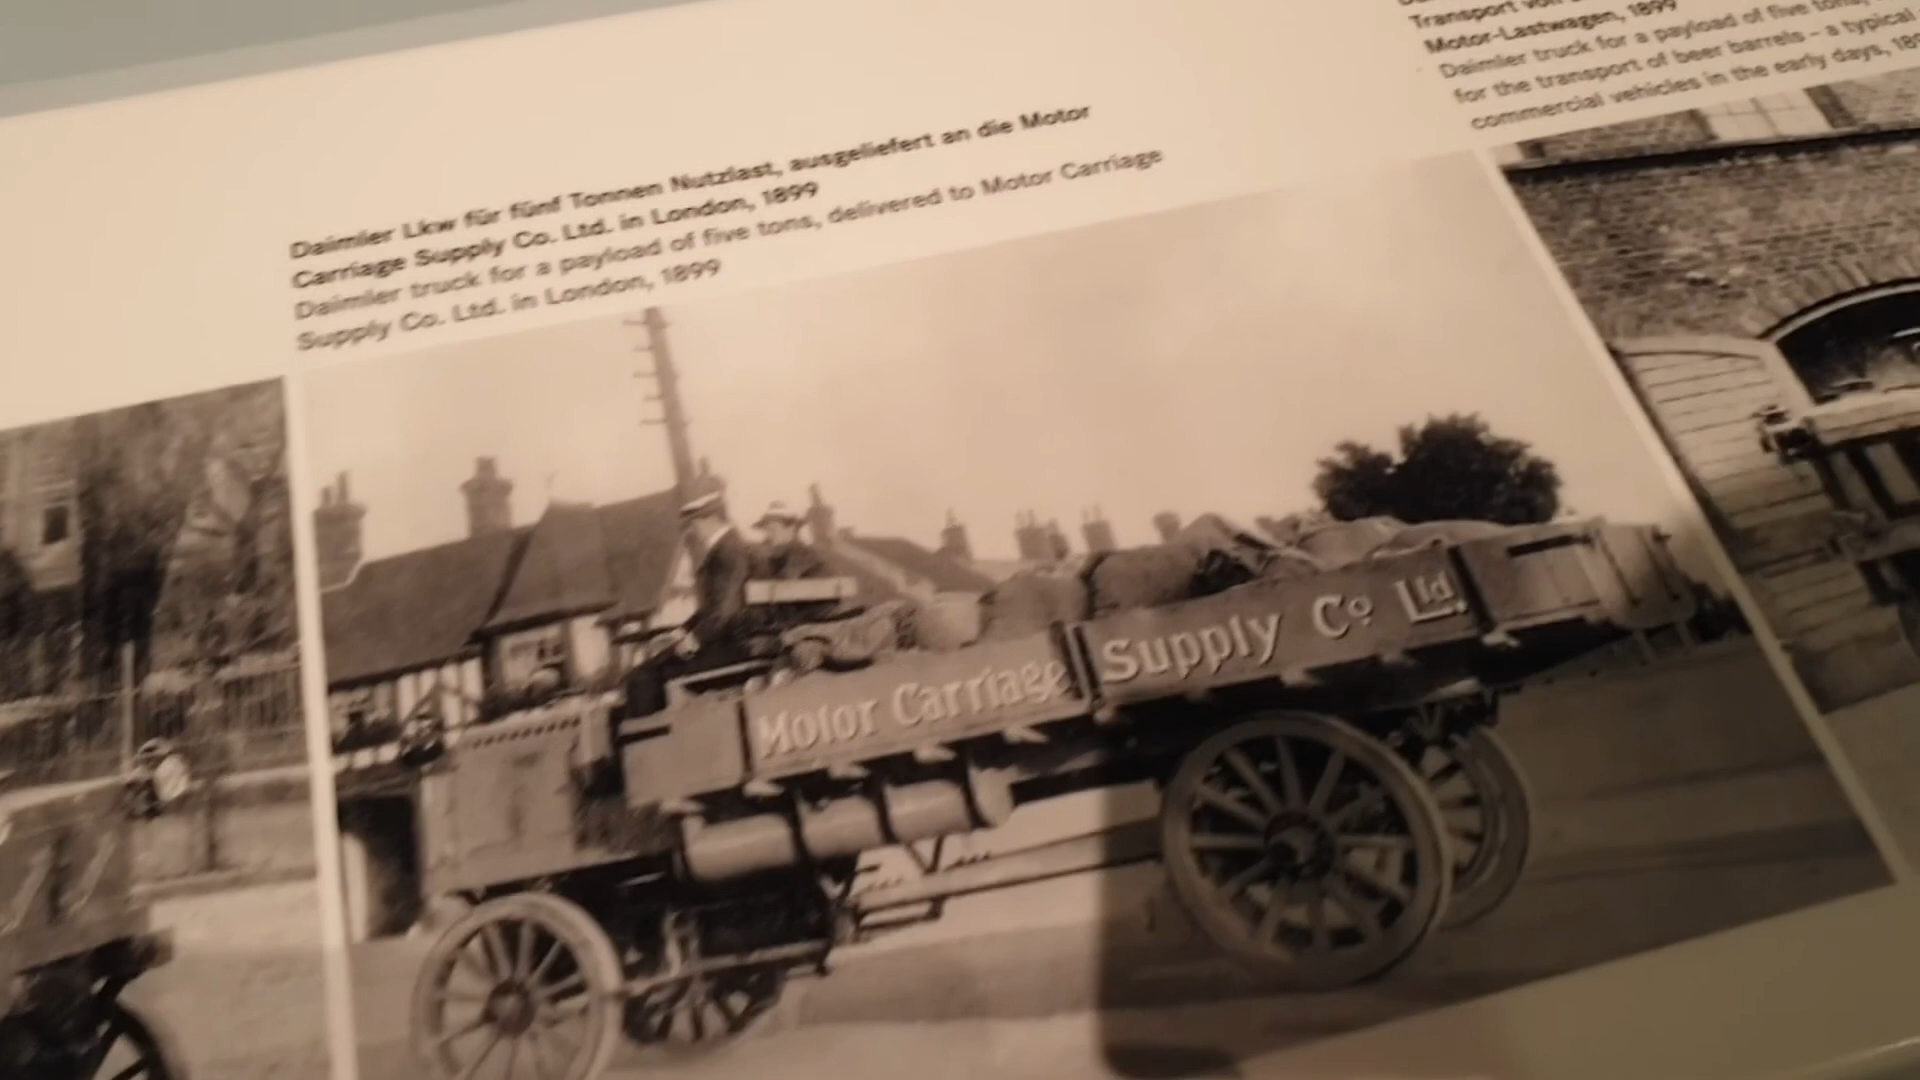 Daimler Lkw für fünf Tonnen Nutzlast, ausgeliefert an die Motor
Carriage Supply Co. Ltd. in London, 1899
Daimler truck for a payload of five tons, delivered to Motor Carriage
Supply Co. Ltd. in London, 1899
Transport von
Motor-Lastwagen, 1899
Daimler truck for a payload of five tons,
for the transport of beer barrels - a typical
commercial vehicles in the early days,
Motor Carriage Supply Co Ltd.